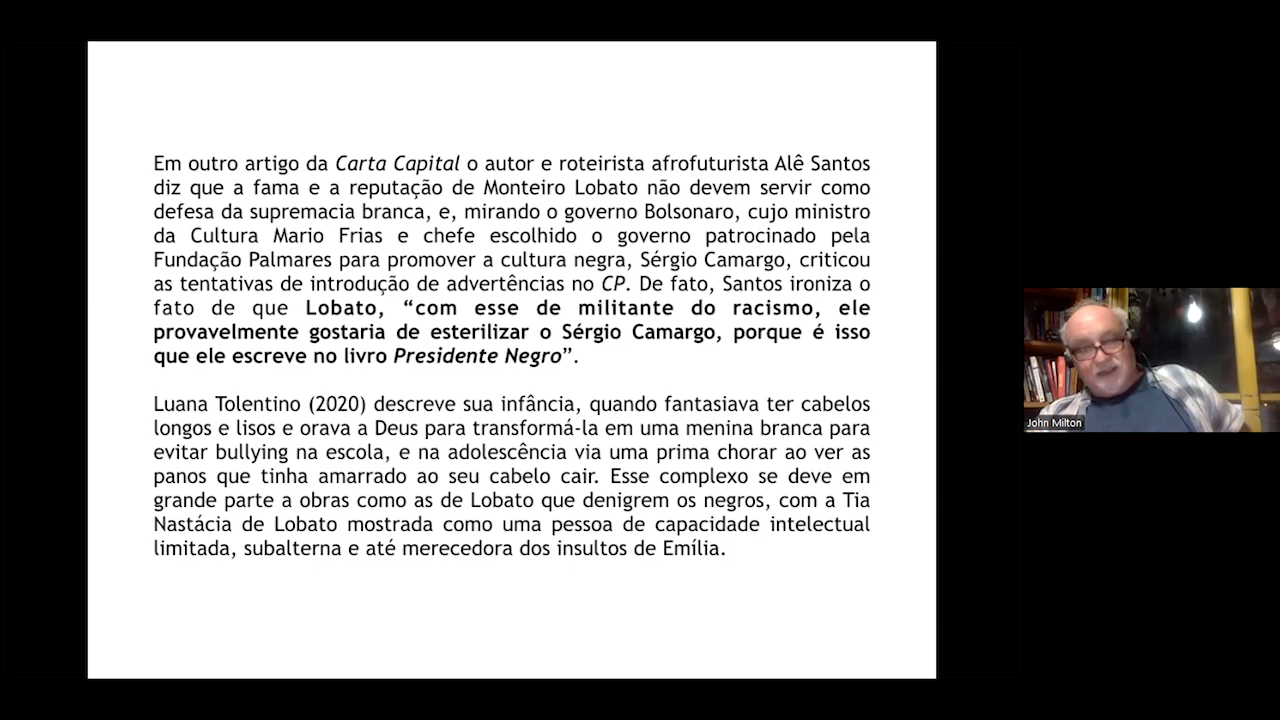 Em outro artigo da Carta Capital o autor e roteirista afrofuturista Alê Santos
diz que a fama e a reputação de Monteiro Lobato não devem servir como
defesa da supremacia branca, e, mirando o governo Bolsonaro, cujo ministro
da Cultura Mario Frias e chefe escolhido o governo patrocinado pela
Fundação Palmares para promover a cultura negra, Sérgio Camargo, criticou
as tentativas de introdução de advertências no CP. De fato, Santos ironiza o
fato de que Lobato, “com esse de militante do racismo, ele
provavelmente gostaria de esterilizar o Sérgio Camargo, porque é isso
que ele escreve no livro Presidente Negro”.
Luana Tolentino (2020) descreve sua infância, quando fantasiava ter cabelos
longos e lisos e orava a Deus para transformá-la em uma menina branca para
evitar bullying na escola, e na adolescência via uma prima chorar ao ver as
panos que tinha amarrado ao seu cabelo cair. Esse complexo se deve em
grande parte a obras como as de Lobato que denigrem os negros, com a Tia
Nastácia de Lobato mostrada como uma pessoa de capacidade intelectual
limitada, subalterna e até merecedora dos insultos de Emília.
John Milton